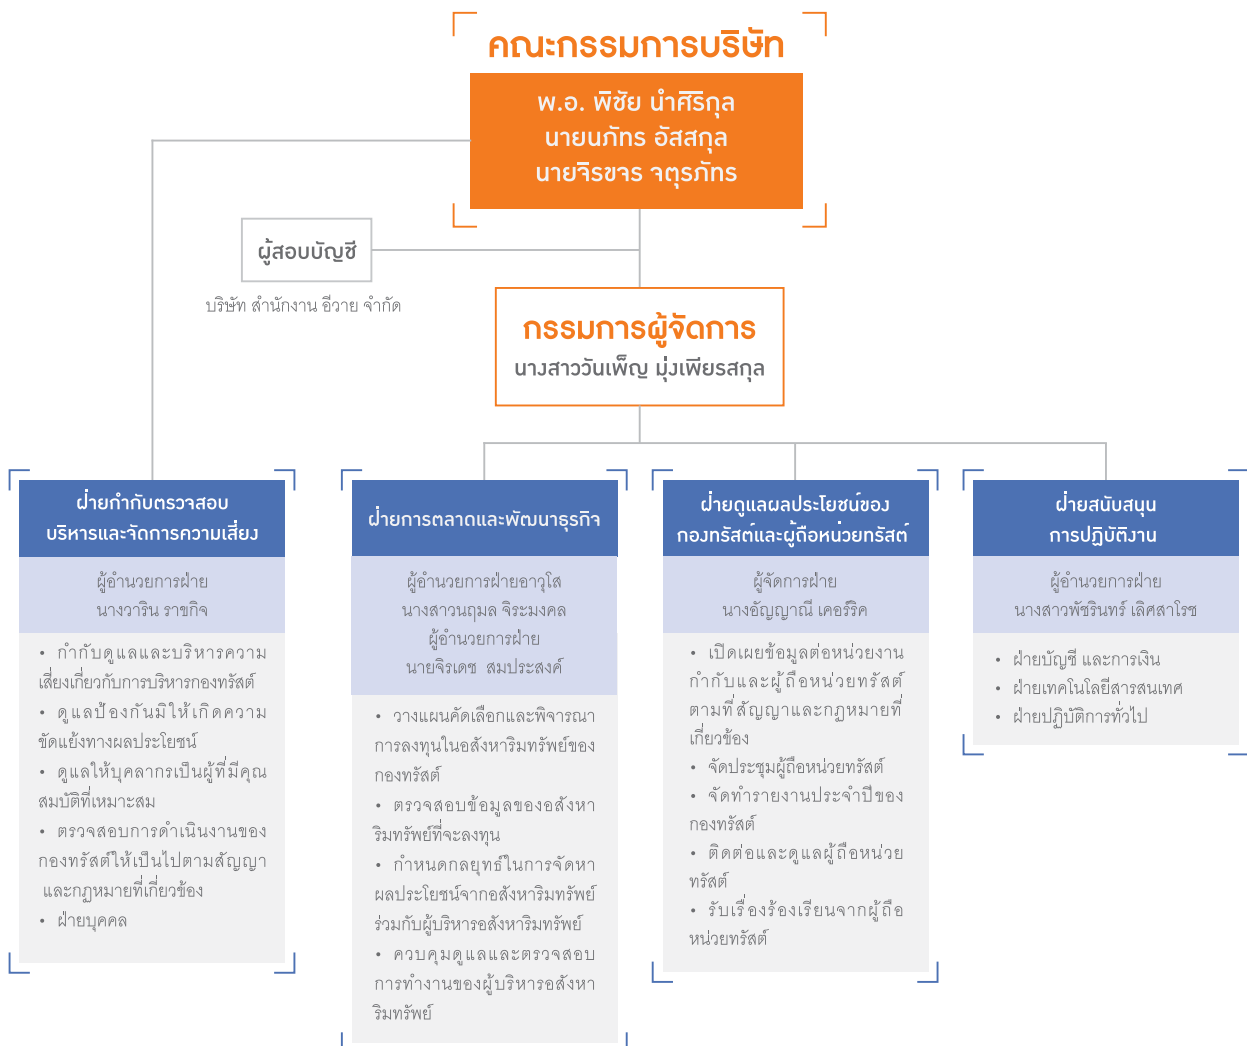 คณะกรรมการบริษัท
พ.อ. พิชัย นำศิริกุล
นายนภัทร อัสสกุล
นายจิรขจร จตุรภัทร
ผู้สอบบัญชี
บริษัท สำนักงาน อีวาย จำกัด
กรรมการผู้จัดการ
นางสาววันเพ็ญ มุ่งเพียรสกุล
ฝ่ายกำกับตรวจสอบ
บริหารและจัดการความเสี่ยง
ผู้อำนวยการฝ่าย
นางวาริน ราชกิจ
• กำกับดูแลและบริหารความ
เสี่ยงเกี่ยวกับการบริหารกองทรัสต์
• ดูแลป้องกันมิให้เกิดความ
ขัดแย้งทางผลประโยชน์
• ดูแลให้บุคลากรเป็นผู้ที่มีคุณ
สมบัติที่เหมาะสม
• ตรวจสอบการดำเนินงานของ
กองทรัสต์ให้เป็นไปตามสัญญา
และกฎหมายที่เกี่ยวข้อง
• ฝ่ายบุคคล
ฝ่ายการตลาดและพัฒนาธุรกิจ
ผู้อำนวยการฝ่ายอาวุโส
นางสาวนฤมล จิระมงคล
ผู้อำนวยการฝ่าย
นายจิรเดช สมประสงค์
• วางแผนคัดเลือกและพิจารณา
การลงทุนในอสังหาริมทรัพย์ของ
กองทรัสต์
• ตรวจสอบข้อมูลของอสังหา
ริมทรัพย์ที่จะลงทุน
• กำหนดกลยุทธ์ในการจัดหา
ผลประโยชน์จากอสังหาริมทรัพย์
ร่วมกับผู้บริหารอสังหาริมทรัพย์
• ควบคุมดูแลและตรวจสอบ
การทำงานของผู้บริหารอสังหา
ริมทรัพย์
ฝ่ายดูแลผลประโยชน์ของ
กองทรัสต์และผู้ถือหน่วยทรัสต์
ผู้จัดการฝ่าย
นางอัญญาณี เคอร์ริค
• เปิดเผยข้อมูลต่อหน่วยงาน
กำกับและผู้ถือหน่วยทรัสต์
ตามที่สัญญาและกฎหมายที่
เกี่ยวข้อง
• จัดประชุมผู้ถือหน่วยทรัสต์
• จัดทำรายงานประจำปีของ
กองทรัสต์
• ติดต่อและดูแลผู้ถือหน่วย
ทรัสต์
• รับเรื่องร้องเรียนจากผู้ถือ
หน่วยทรัสต์
ฝ่ายสนับสนุน
การปฏิบัติงาน
ผู้อำนวยการฝ่าย
นางสาวพัชรินทร์ เลิศสาโรช
• ฝ่ายบัญชี และการเงิน
• ฝ่ายเทคโนโลยีสารสนเทศ
• ฝ่ายปฏิบัติการทั่วไป